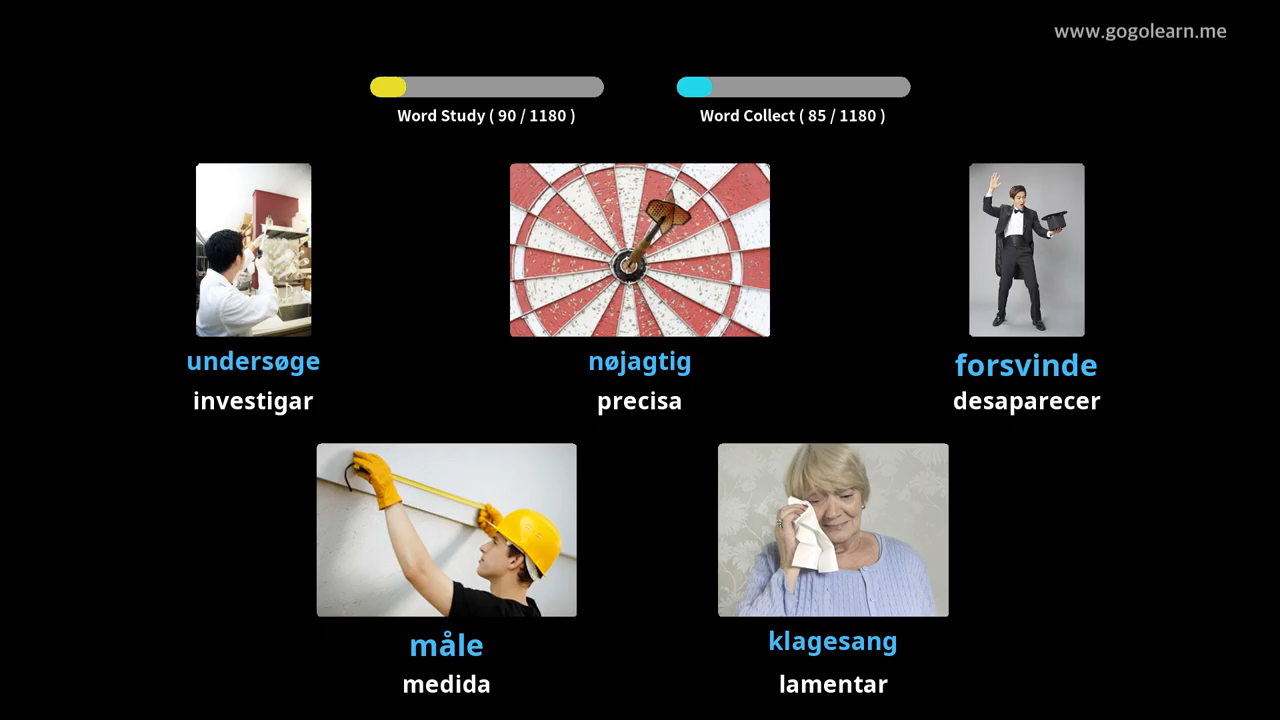 www.gogolearn.me
Word Study ( 90 / 1180 )
Word Collect ( 85 / 1180 )
undersøge
nøjagtig
forsvinde
investigar
precisa
desaparecer
måle
klagesang
medida
lamentar